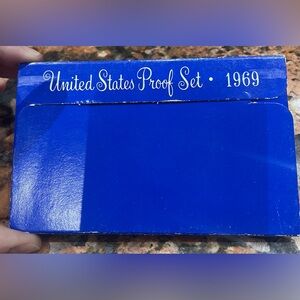 United States Proof Set • 1969